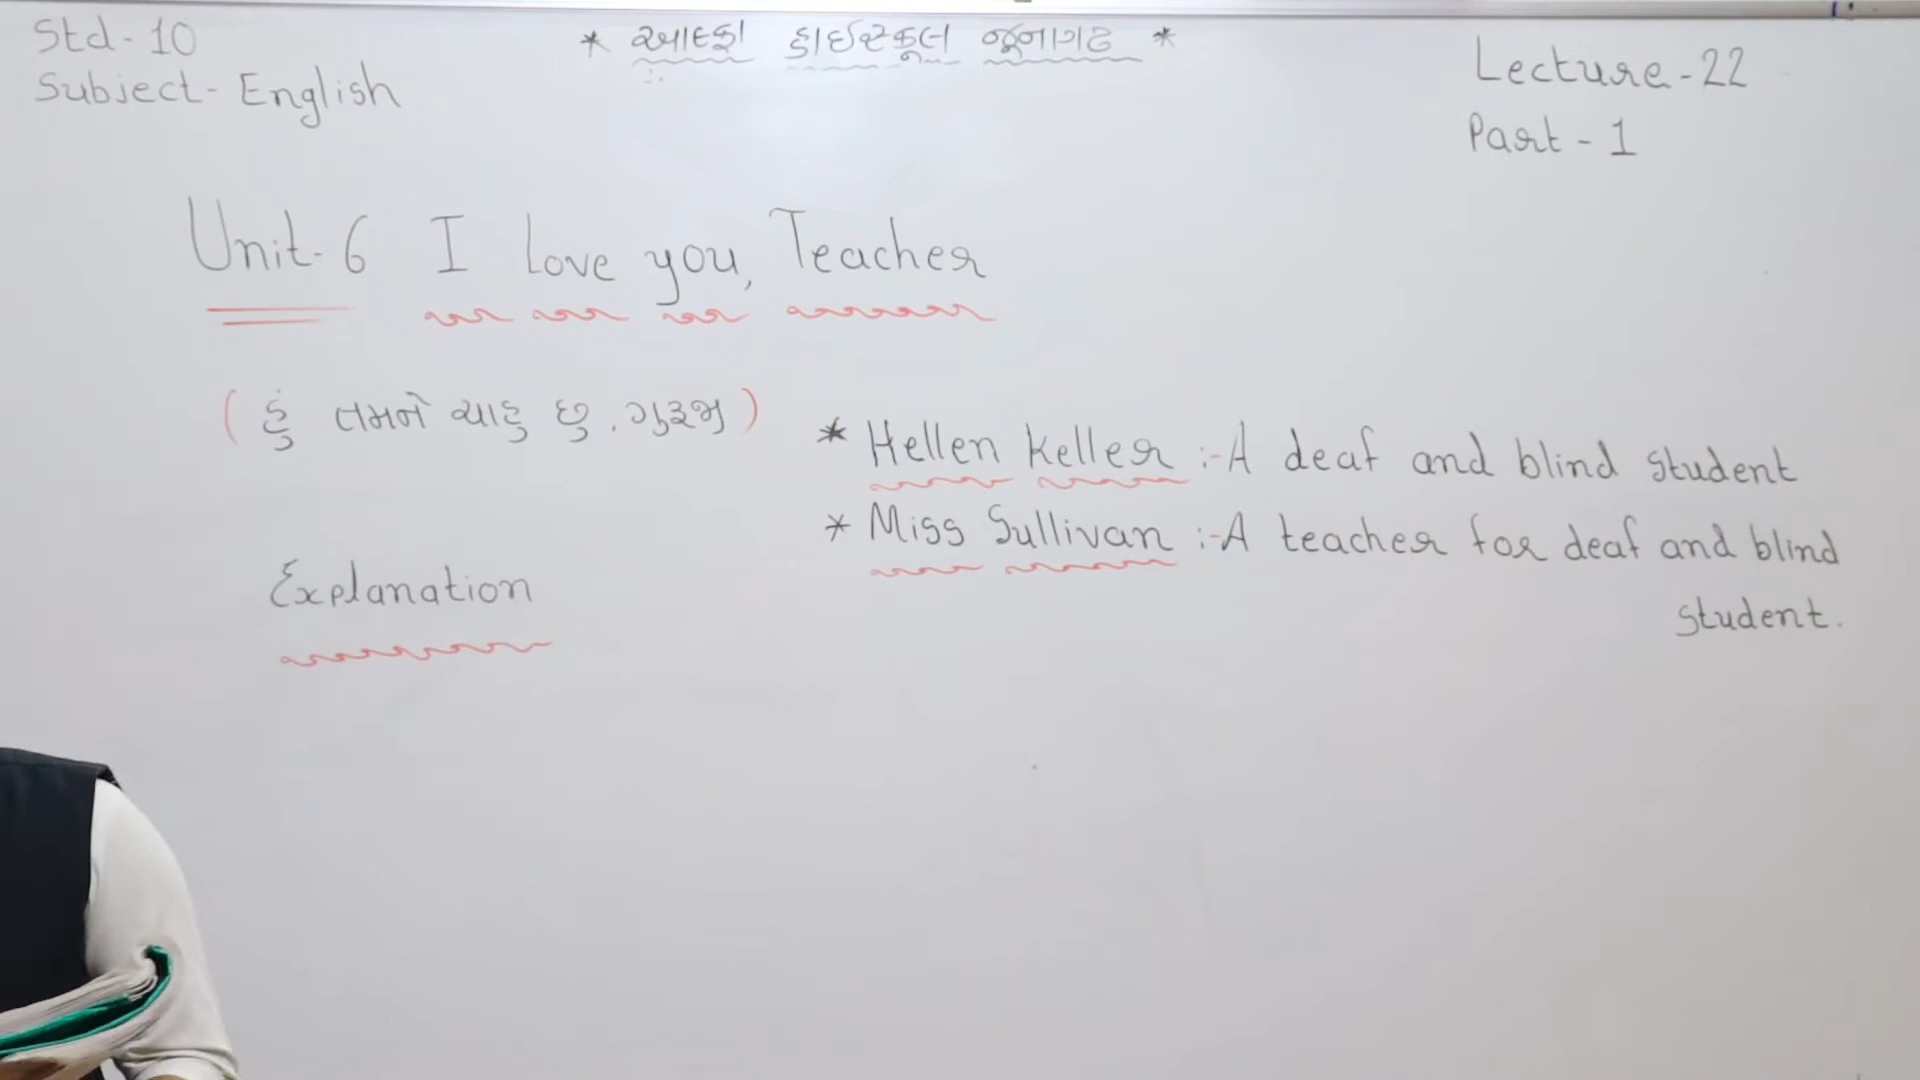 Std- 10
Subject- English
* આલ્ફા હાઈસ્કૂલ જૂનાગઢ *
Lecture-22
Part - 1
Unit-6 I Love you, Teacher
(હું તમને ચાહુ છુ, ગુરૂજી)
* Hellen Keller :-A deaf and blind student
* Miss Sullivan :-A teacher for deaf and blind
student.
Explanation